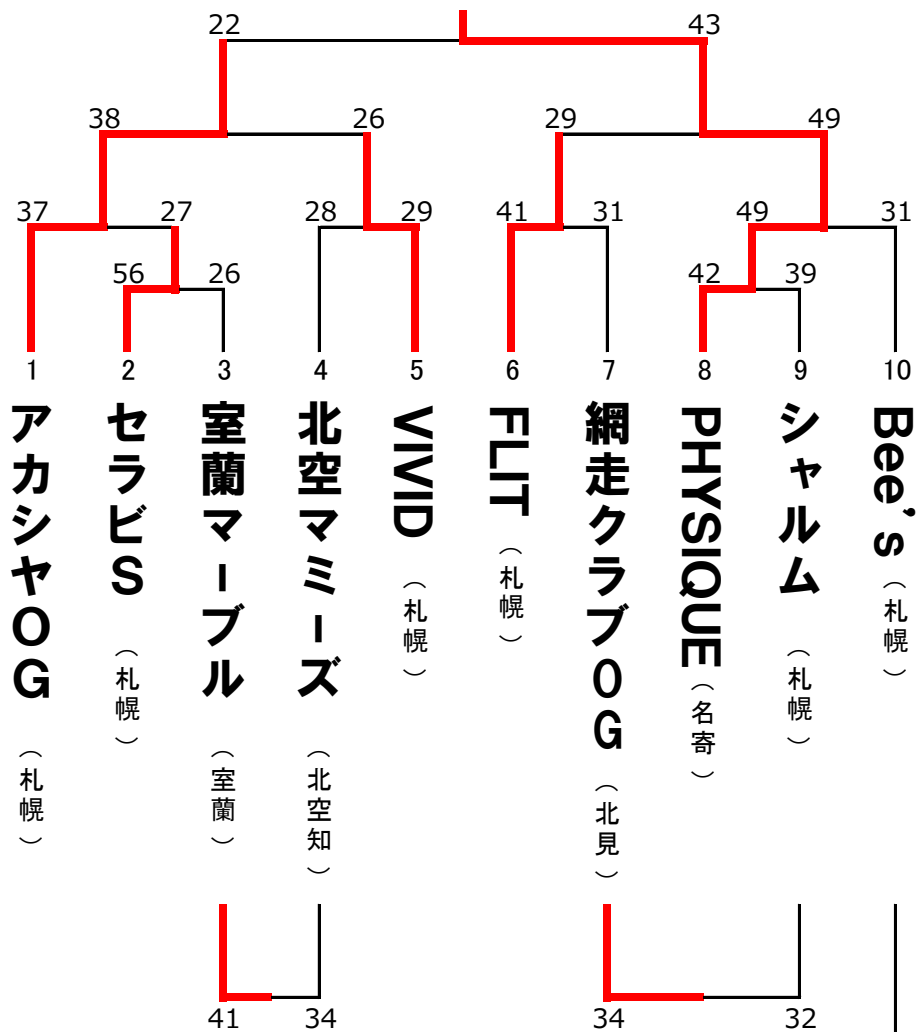 22 43
38 26 29 49
37 27 28 29 41 31 49 31
56 26 42 39
1 2 3 4 5 6 7 8 9 10
アカシヤOG （札幌）
セラビS （札幌）
室蘭マーブル （室蘭）
北空マミーズ （北空知）
VIVID （札幌）
FLIT （札幌）
網走クラブOG （北見）
PHYSIQUE （名寄）
シャルム （札幌）
Bee's （札幌）
41 34 34 32